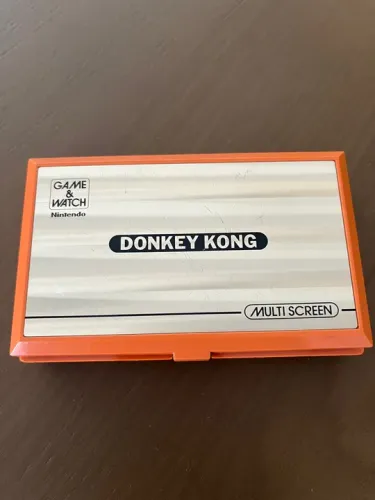 GAME
&
WATCH
Nintendo
DONKEY KONG
MULTI SCREEN